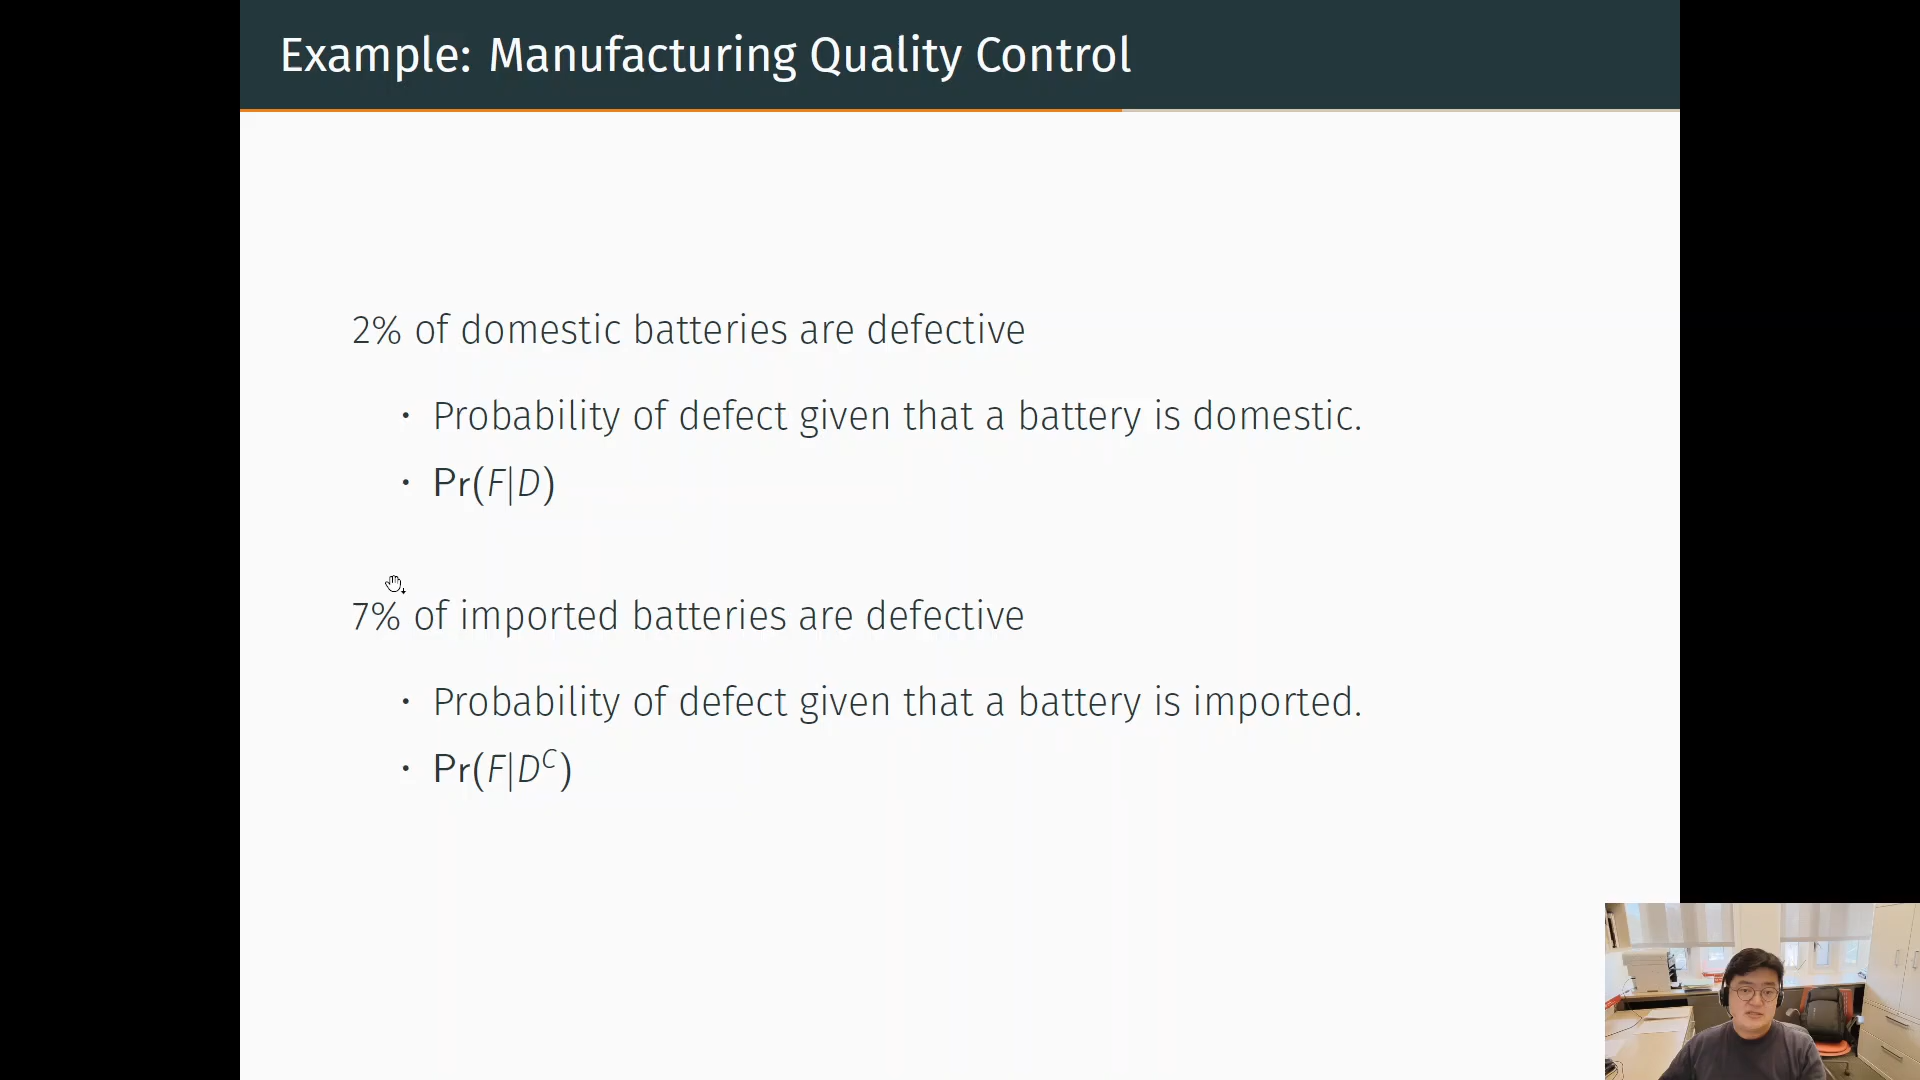 Example: Manufacturing Quality Control
2% of domestic batteries are defective
• Probability of defect given that a battery is domestic.
• Pr(F|D)
7% of imported batteries are defective
• Probability of defect given that a battery is imported.
• Pr(F|Dᶜ)